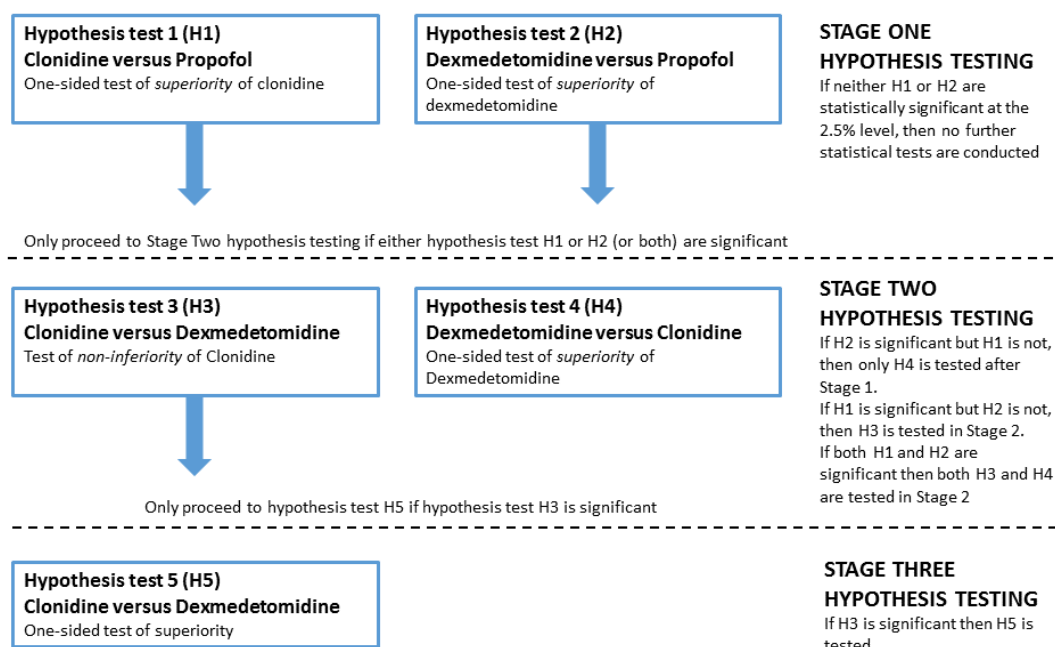 Hypothesis test 1 (H1)
Clonidine versus Propofol
One-sided test of superiority of clonidine
Hypothesis test 2 (H2)
Dexmedetomidine versus Propofol
One-sided test of superiority of
dexmedetomidine
STAGE ONE
HYPOTHESIS TESTING
If neither H1 or H2 are
statistically significant at the
2.5% level, then no further
statistical tests are conducted
Only proceed to Stage Two hypothesis testing if either hypothesis test H1 or H2 (or both) are significant
Hypothesis test 3 (H3)
Clonidine versus Dexmedetomidine
Test of non-inferiority of Clonidine
Hypothesis test 4 (H4)
Dexmedetomidine versus Clonidine
One-sided test of superiority of
Dexmedetomidine
STAGE TWO
HYPOTHESIS TESTING
If H2 is significant but H1 is not,
then only H4 is tested after
Stage 1.
If H1 is significant but H2 is not,
then H3 is tested in Stage 2.
If both H1 and H2 are
significant then both H3 and H4
are tested in Stage 2
Only proceed to hypothesis test H5 if hypothesis test H3 is significant
Hypothesis test 5 (H5)
Clonidine versus Dexmedetomidine
One-sided test of superiority
STAGE THREE
HYPOTHESIS TESTING
If H3 is significant then H5 is
tested